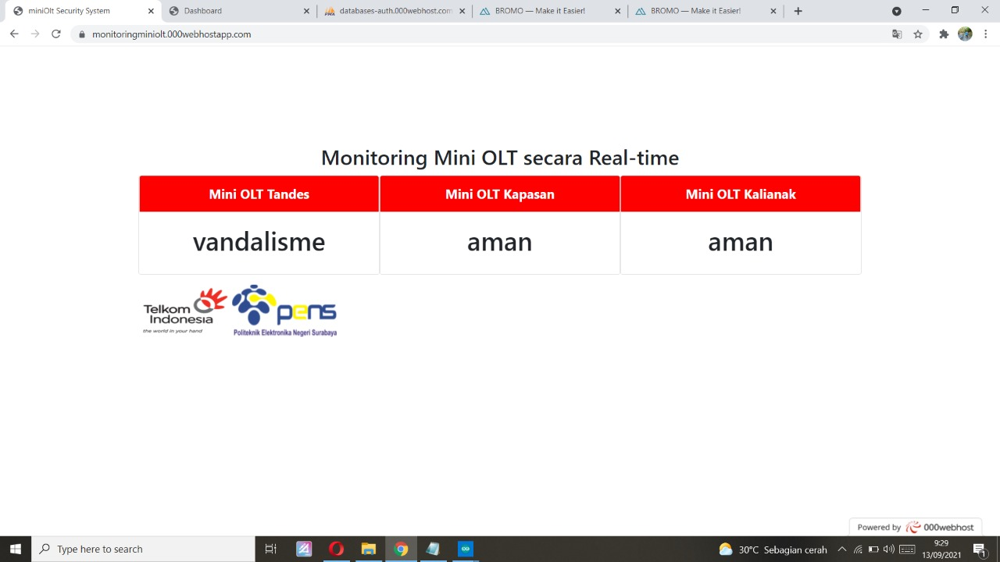 miniOlt Security System
Dashboard
databases-auth.000webhost.com
BROMO — Make it Easier!
BROMO — Make it Easier!
monitoringminiolt.000webhostapp.com
Monitoring Mini OLT secara Real-time
Mini OLT Tandes
Mini OLT Kapasan
Mini OLT Kalianak
vandalisme
aman
aman
Telkom
Indonesia
the world in your hand
pens
Politeknik Elektronika Negeri Surabaya
Powered by 000webhost
Type here to search
30°C Sebagian cerah
9:29
13/09/2021